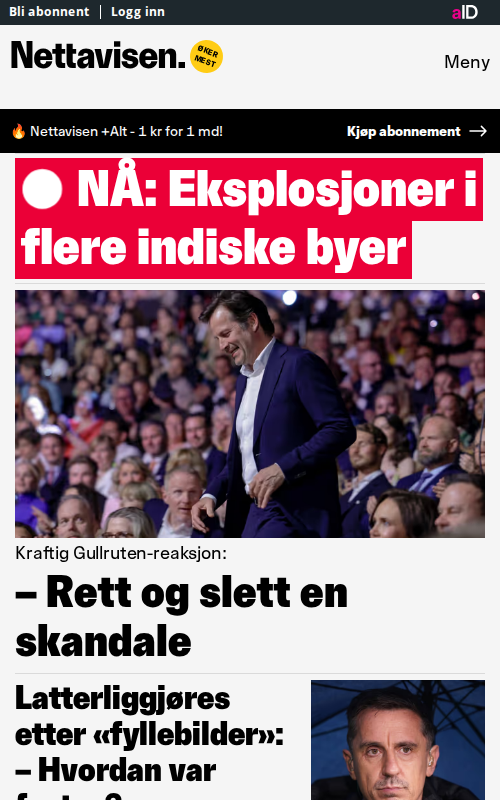 Bli abonnent | Logg inn
aID
Nettavisen.
ØKER
MEST
Meny
🔥 Nettavisen +Alt - 1 kr for 1 md!
Kjøp abonnement →
NÅ: Eksplosjoner i
flere indiske byer
Kraftig Gullruten-reaksjon:
– Rett og slett en
skandale
Latterliggjøres
etter «fyllebilder»:
– Hvordan var